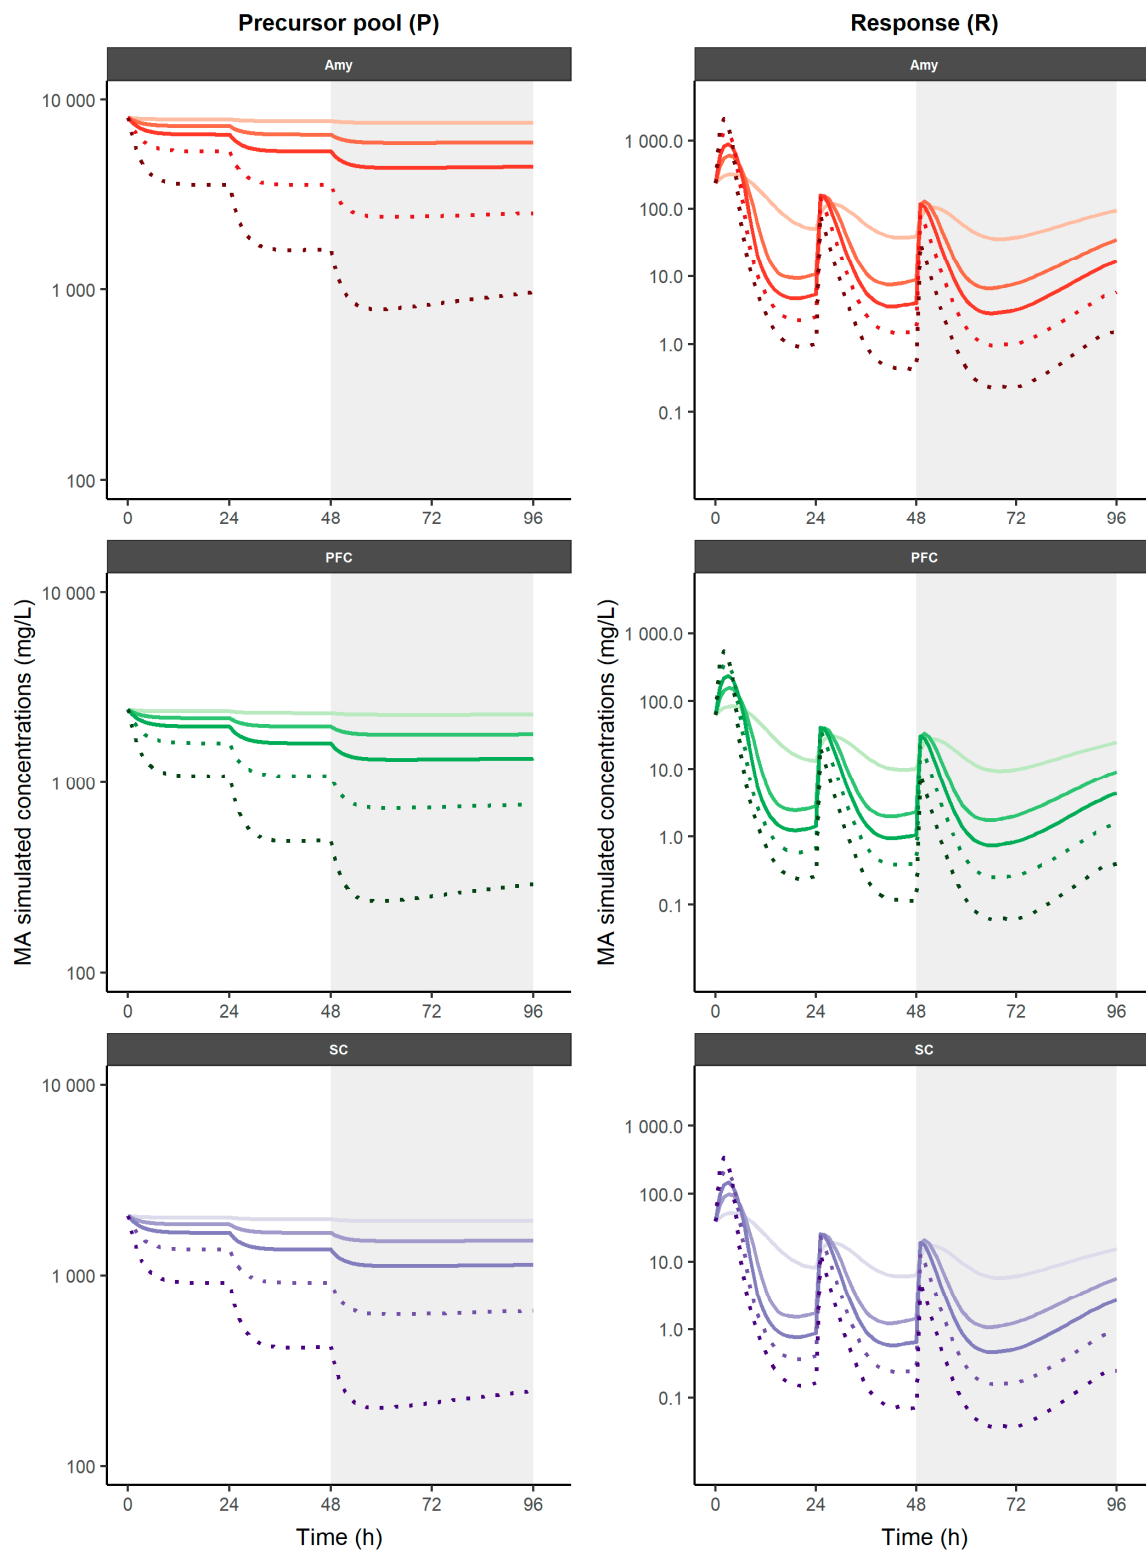 Precursor pool (P)
Response (R)
Amy
Amy
10 000
1 000
100
0 24 48 72 96
1 000.0
100.0
10.0
1.0
0.1
0 24 48 72 96
PFC
PFC
10 000
1 000
100
0 24 48 72 96
1 000.0
100.0
10.0
1.0
0.1
0 24 48 72 96
MA simulated concentrations (mg/L)
MA simulated concentrations (mg/L)
SC
SC
10 000
1 000
100
0 24 48 72 96
1 000.0
100.0
10.0
1.0
0.1
0 24 48 72 96
Time (h)
Time (h)